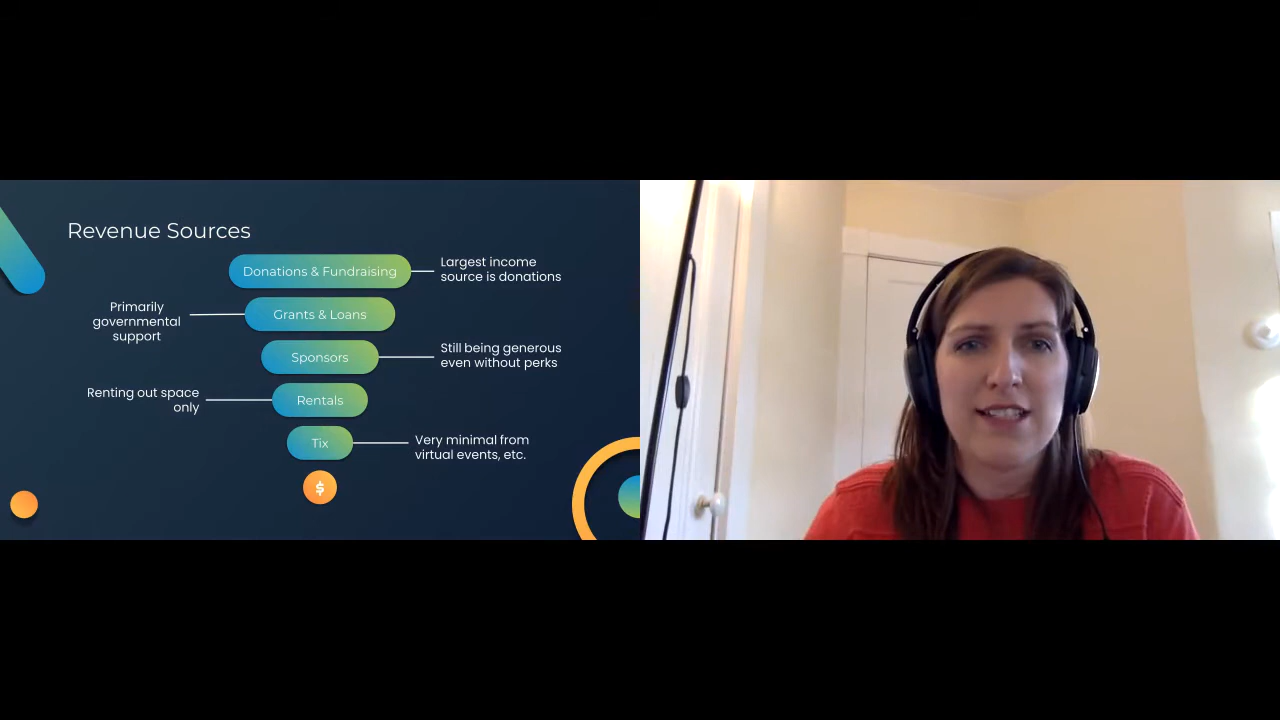 Revenue Sources
Donations & Fundraising
Largest income
source is donations
Primarily
governmental
support
Grants & Loans
Sponsors
Still being generous
even without perks
Renting out space
only
Rentals
Tix
Very minimal from
virtual events, etc.
$